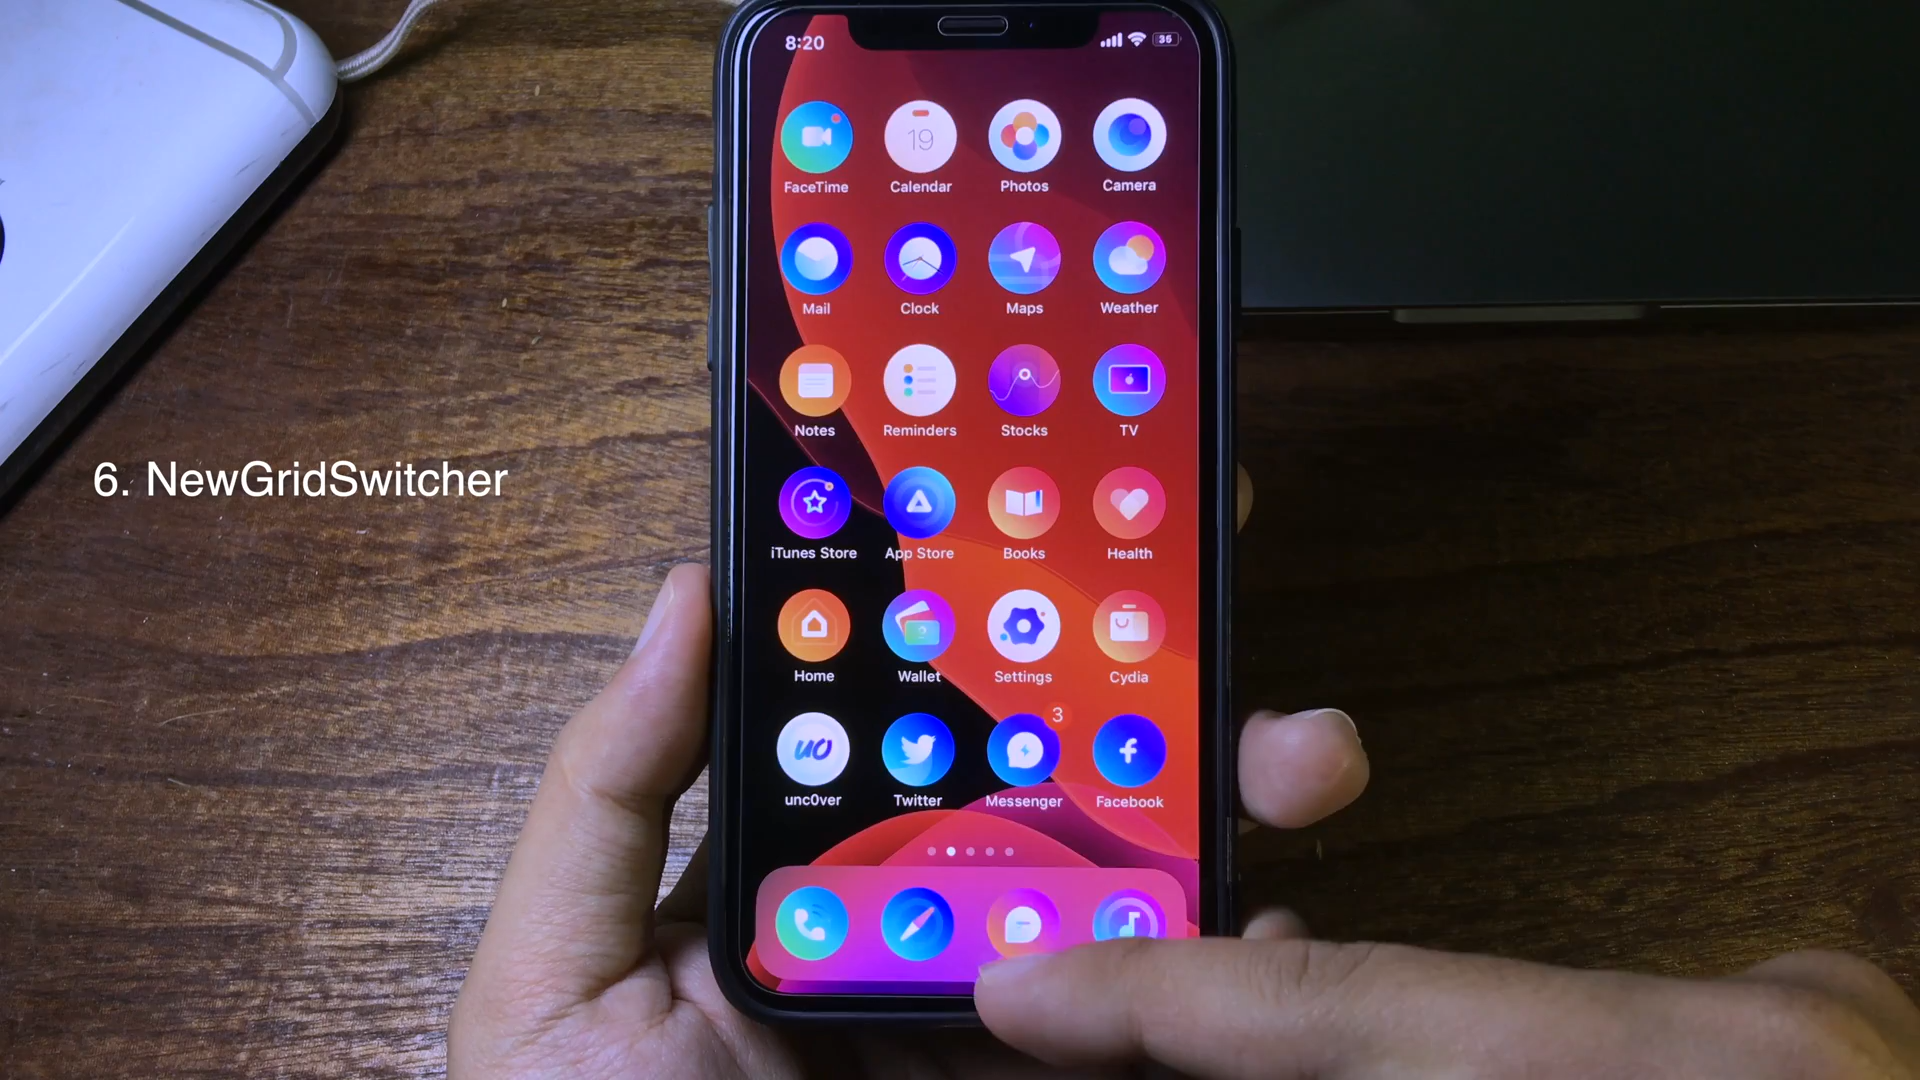 8:20
36
19
FaceTime Calendar Photos Camera
Mail Clock Maps Weather
Notes Reminders Stocks TV
6. NewGridSwitcher
iTunes Store App Store Books Health
Home Wallet Settings Cydia
uo
3
unc0ver Twitter Messenger Facebook